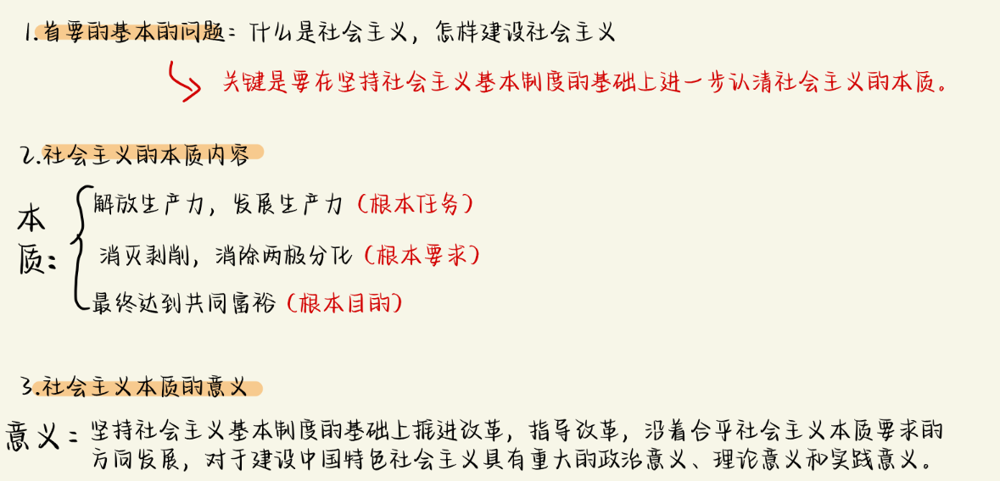 1.首要的基本的问题：什么是社会主义，怎样建设社会主义
关键是要在坚持社会主义基本制度的基础上进一步认清社会主义的本质。
2.社会主义的本质内容
本质：
解放生产力，发展生产力（根本任务）
消灭剥削，消除两极分化（根本要求）
最终达到共同富裕（根本目的）
3.社会主义本质的意义
意义：坚持社会主义基本制度的基础上推进改革，指导改革，沿着合乎社会主义本质要求的
方向发展，对于建设中国特色社会主义具有重大的政治意义、理论意义和实践意义。